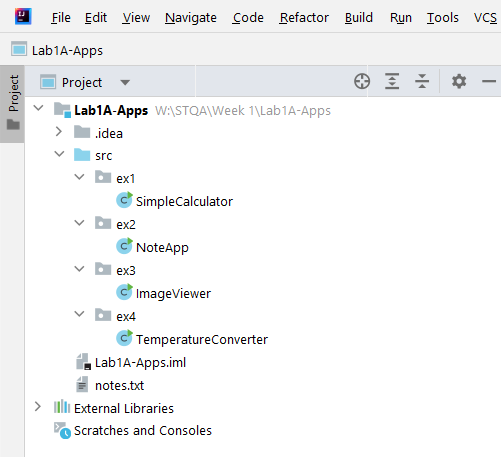 File Edit View Navigate Code Refactor Build Run Tools VCS
Lab1A-Apps
Project
Project
Lab1A-Apps W:\STQA\Week 1\Lab1A-Apps
.idea
src
ex1
SimpleCalculator
ex2
NoteApp
ex3
ImageViewer
ex4
TemperatureConverter
Lab1A-Apps.iml
notes.txt
External Libraries
Scratches and Consoles